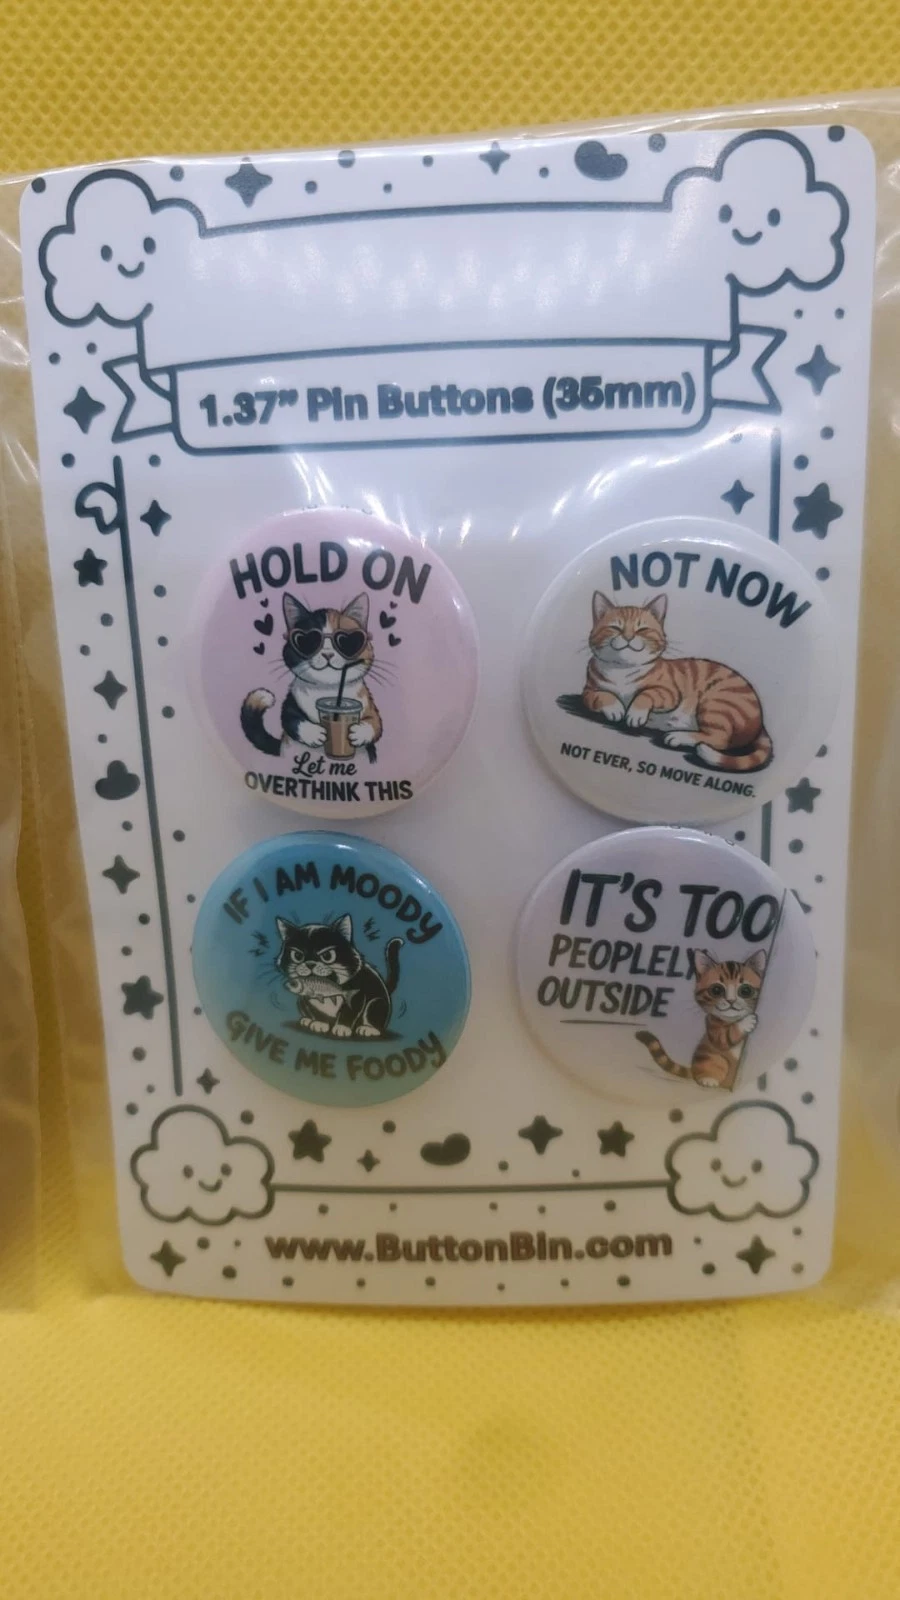 1.37” Pin Buttons (35mm)
HOLD ON
Let me
OVERTHINK THIS
NOT NOW
NOT EVER, SO MOVE ALONG.
IF I AM MOODY
GIVE ME FOODY
IT'S TOO
PEOPLELY
OUTSIDE
www.ButtonBin.com